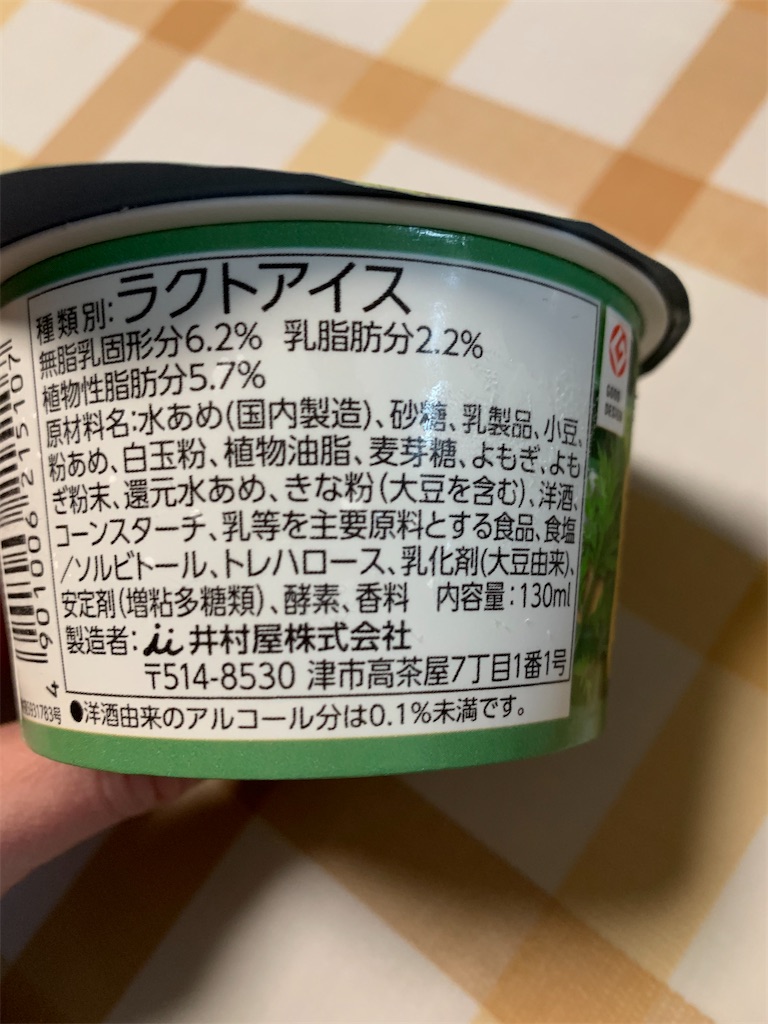 種類別:ラクトアイス
無脂乳固形分6.2% 乳脂肪分2.2%
植物性脂肪分5.7%
原材料名:水あめ(国内製造)、砂糖、乳製品、小豆、
粉あめ、白玉粉、植物油脂、麦芽糖、よもぎ、よも
ぎ粉末、還元水あめ、きな粉(大豆を含む)、洋酒、
コーンスターチ、乳等を主要原料とする食品、食塩
/ソルビトール、トレハロース、乳化剤(大豆由来)、
安定剤(増粘多糖類)、酵素、香料 内容量:130ml
製造者:井村屋株式会社
〒514-8530 津市高茶屋7丁目1番1号
●洋酒由来のアルコール分は0.1%未満です。
4 901006 215107
GOOD
DESIGN